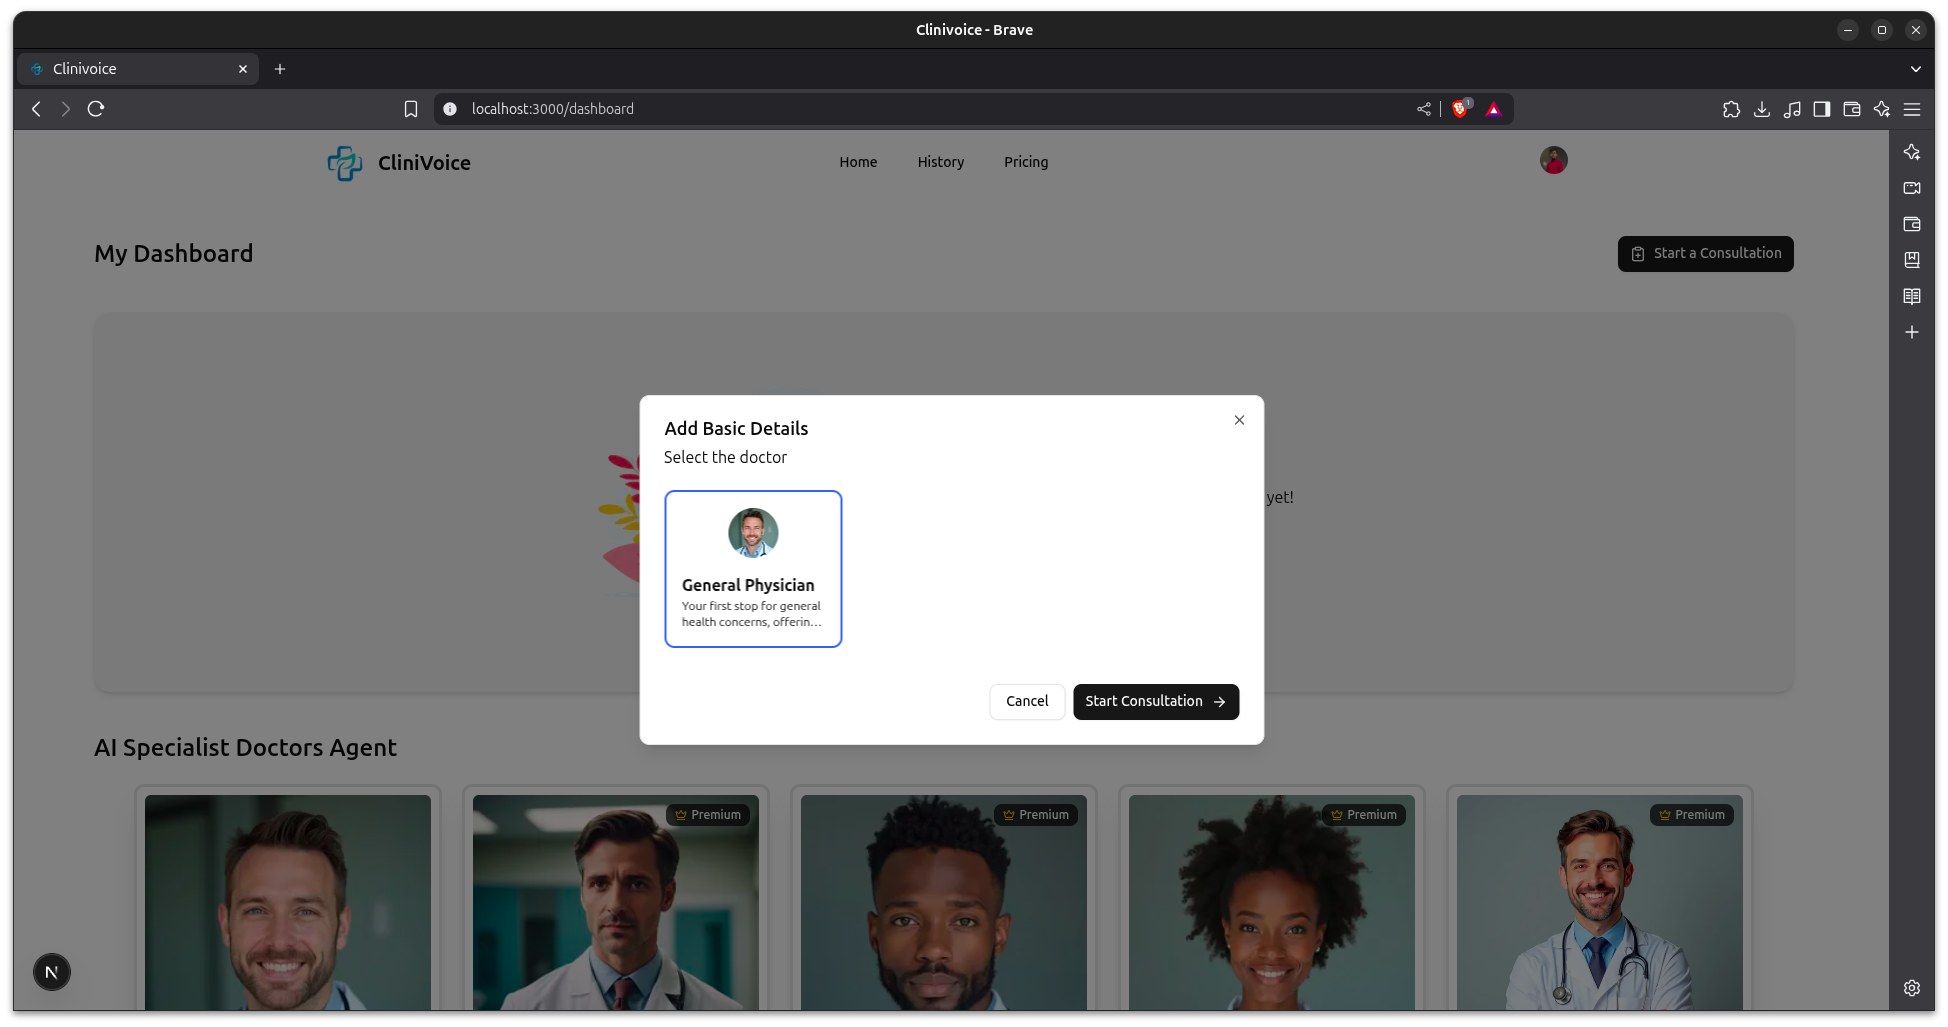 Clinivoice - Brave
Clinivoice
localhost:3000/dashboard
1
CliniVoice
Home
History
Pricing
My Dashboard
Start a Consultation
Add Basic Details
Select the doctor
yet!
General Physician
Your first stop for general
health concerns, offerin...
Cancel
Start Consultation
AI Specialist Doctors Agent
Premium
Premium
Premium
Premium
N